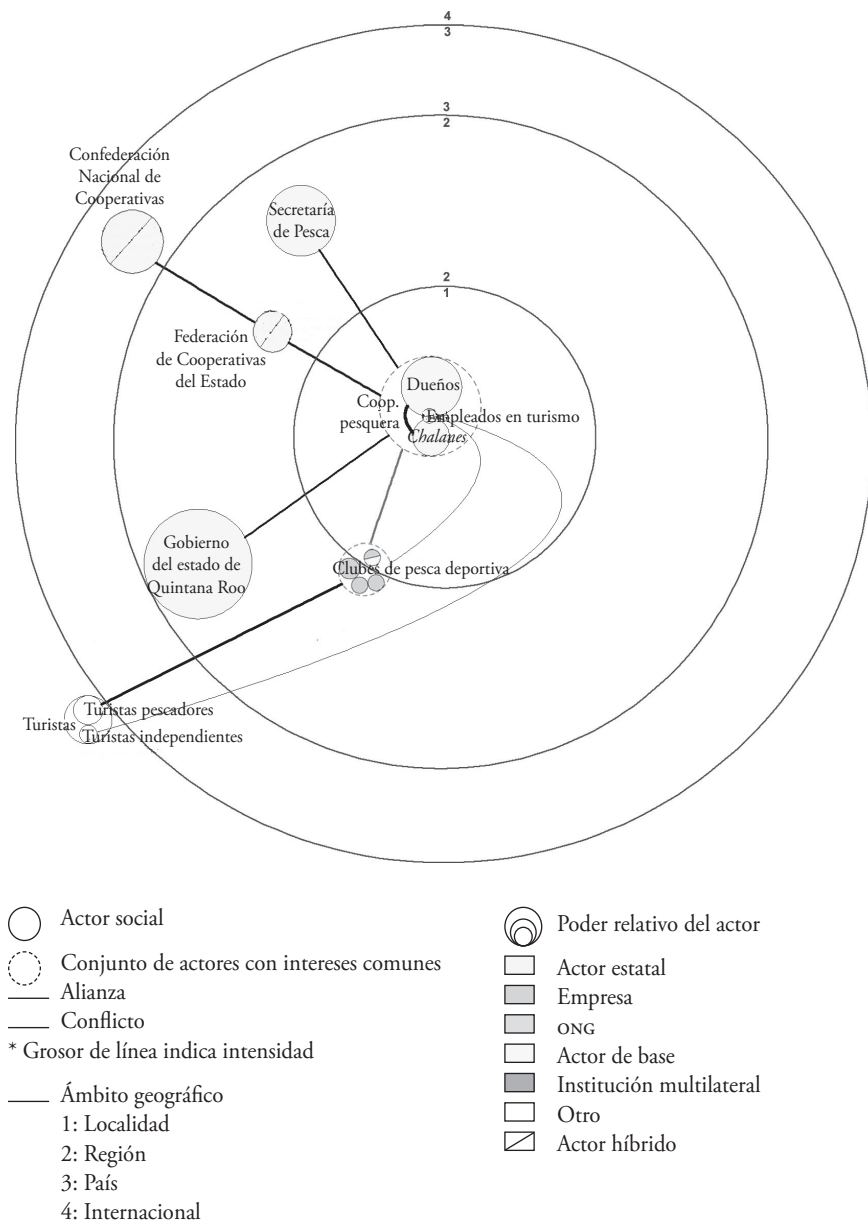 4
3
3
2
Confederación
Nacional de
Cooperativas
Secretaría
de Pesca
2
1
Federación
de Cooperativas
del Estado
Dueños
Coop.
pesquera
Empleados en turismo
Chalanes
Gobierno
del estado de
Quintana Roo
Clubes de pesca deportiva
Turistas pescadores
Turistas
Turistas independientes
Actor social
Conjunto de actores con intereses comunes
Alianza
Conflicto
* Grosor de línea indica intensidad
Ámbito geográfico
1: Localidad
2: Región
3: País
4: Internacional
Poder relativo del actor
Actor estatal
Empresa
ONG
Actor de base
Institución multilateral
Otro
Actor híbrido